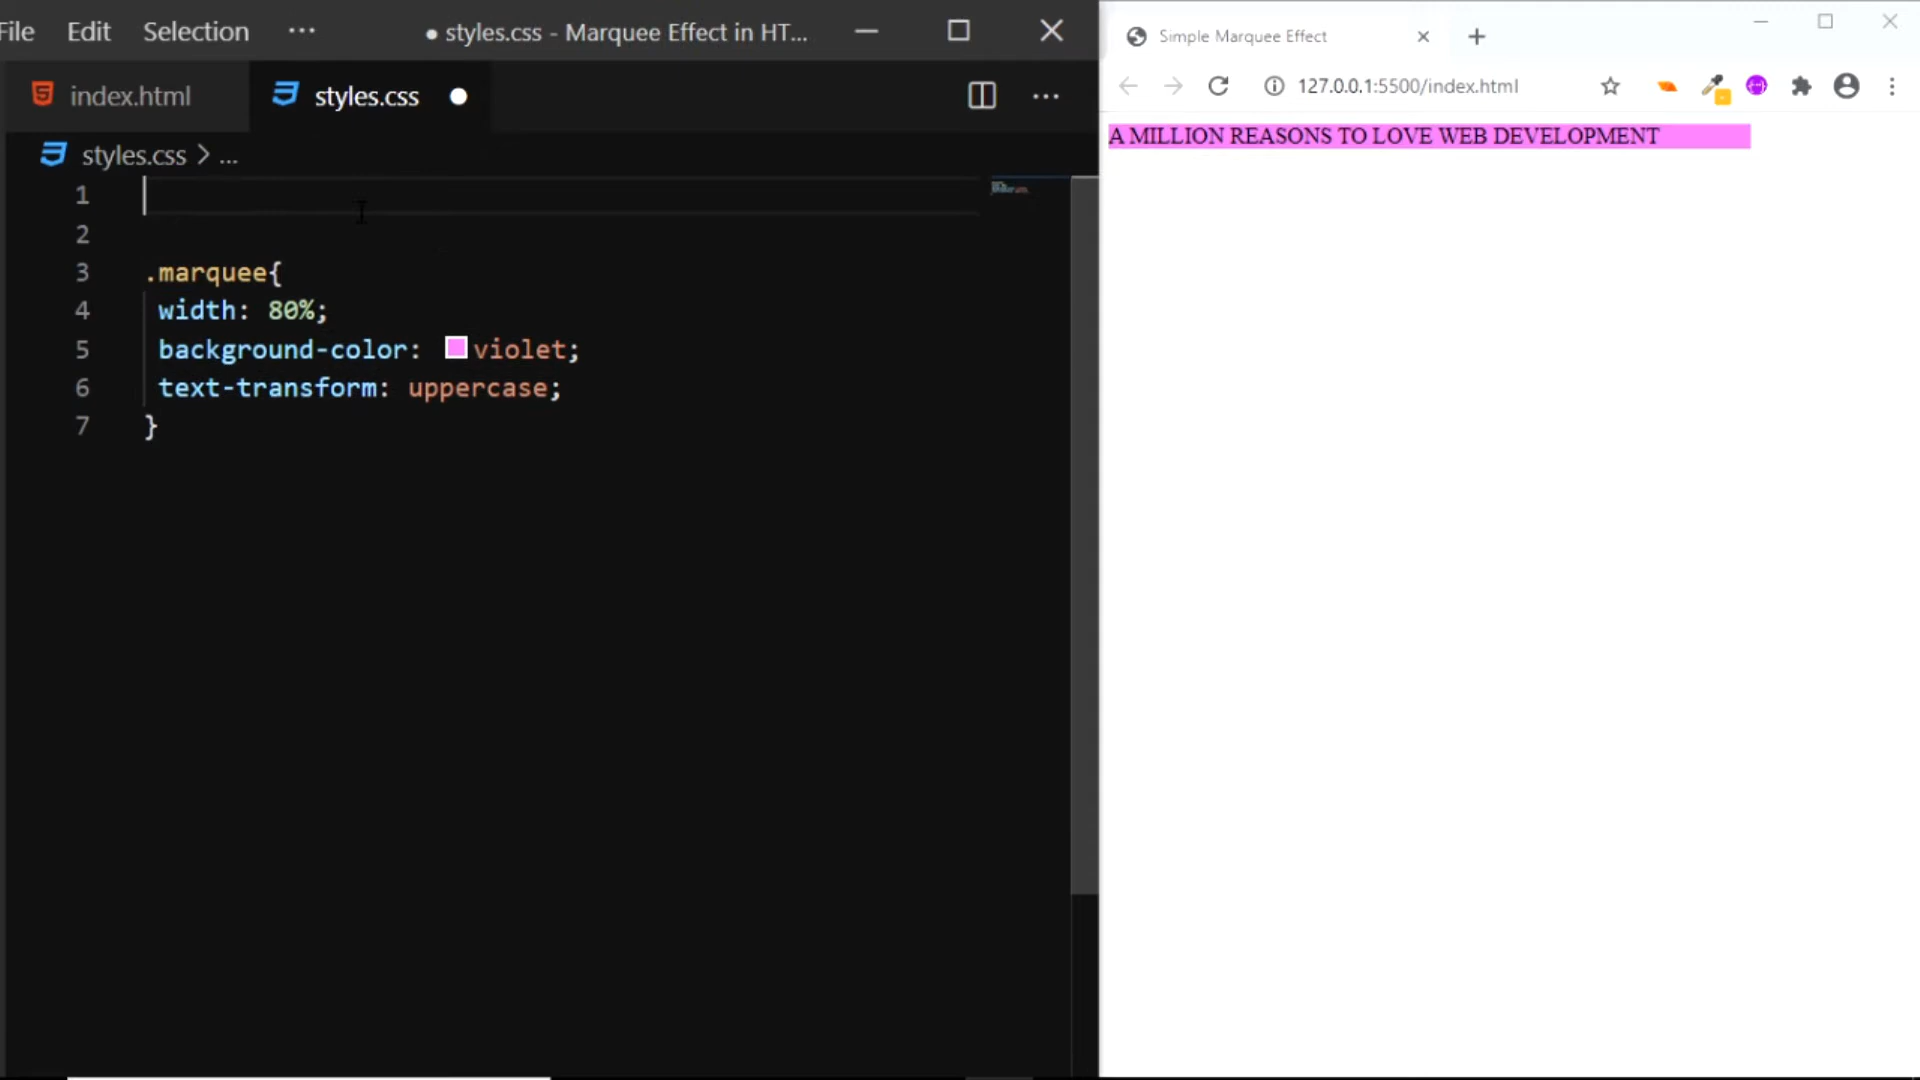 File Edit Selection ··· ● styles.css - Marquee Effect in HT...
index.html styles.css ●
styles.css > ...
1
2
3 .marquee{
4 width: 80%;
5 background-color: violet;
6 text-transform: uppercase;
7 }
Simple Marquee Effect
127.0.0.1:5500/index.html
A MILLION REASONS TO LOVE WEB DEVELOPMENT